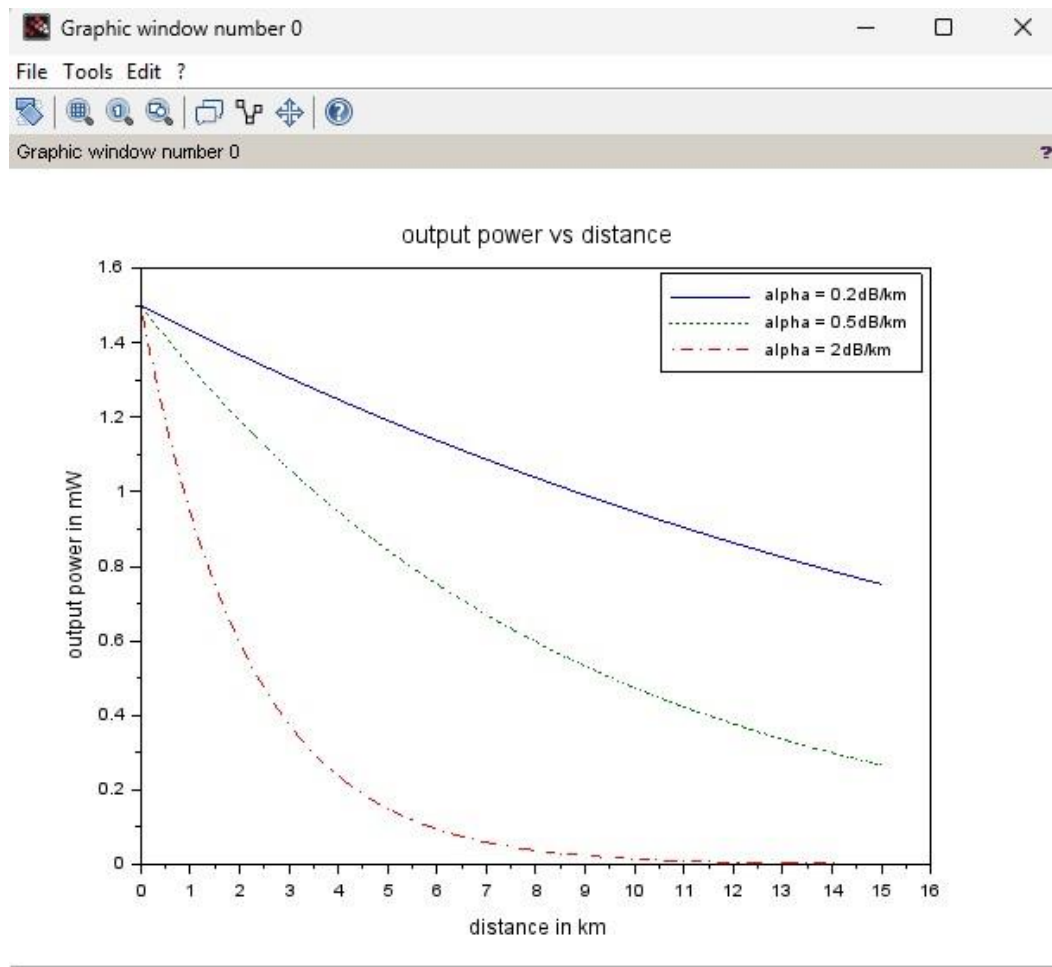 Graphic window number 0
File Tools Edit ?
Graphic window number 0 ?
output power vs distance
alpha = 0.2dB/km
alpha = 0.5dB/km
alpha = 2dB/km
output power in mW
1.6
1.4
1.2
1
0.8
0.6
0.4
0.2
0
0 1 2 3 4 5 6 7 8 9 10 11 12 13 14 15 16
distance in km